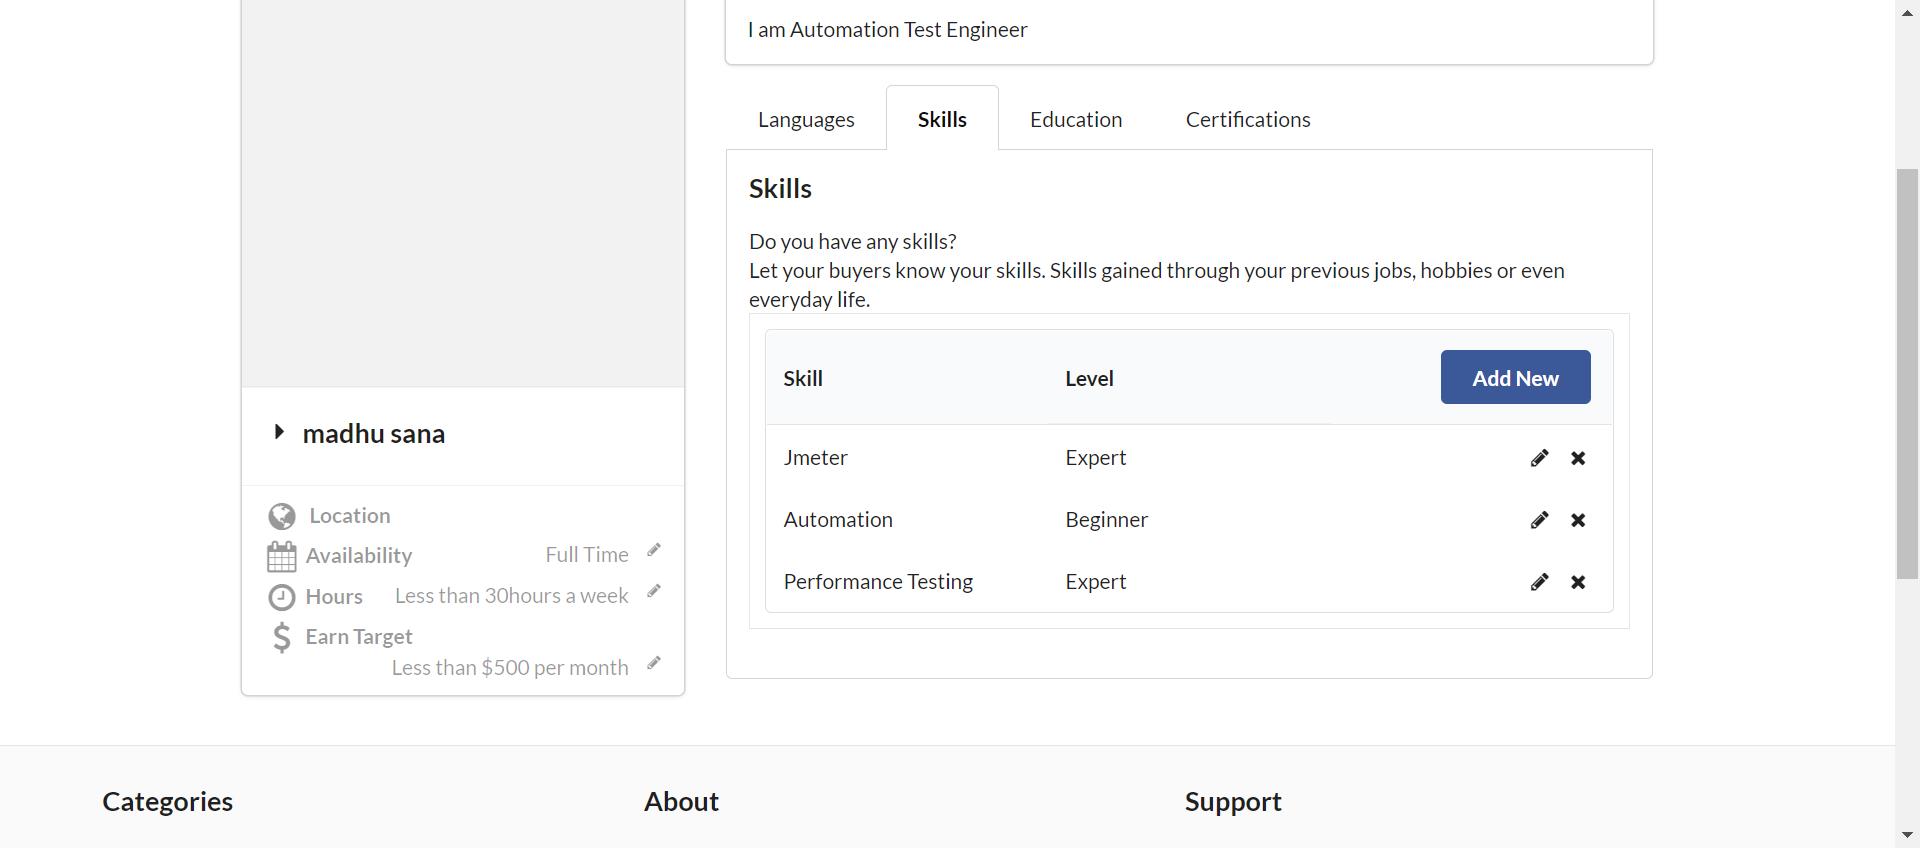 I am Automation Test Engineer
Languages Skills Education Certifications
Skills
Do you have any skills?
Let your buyers know your skills. Skills gained through your previous jobs, hobbies or even
everyday life.
Skill Level Add New
Jmeter Expert
Automation Beginner
Performance Testing Expert
madhu sana
Location
Availability Full Time
Hours Less than 30hours a week
Earn Target
Less than $500 per month
Categories About Support